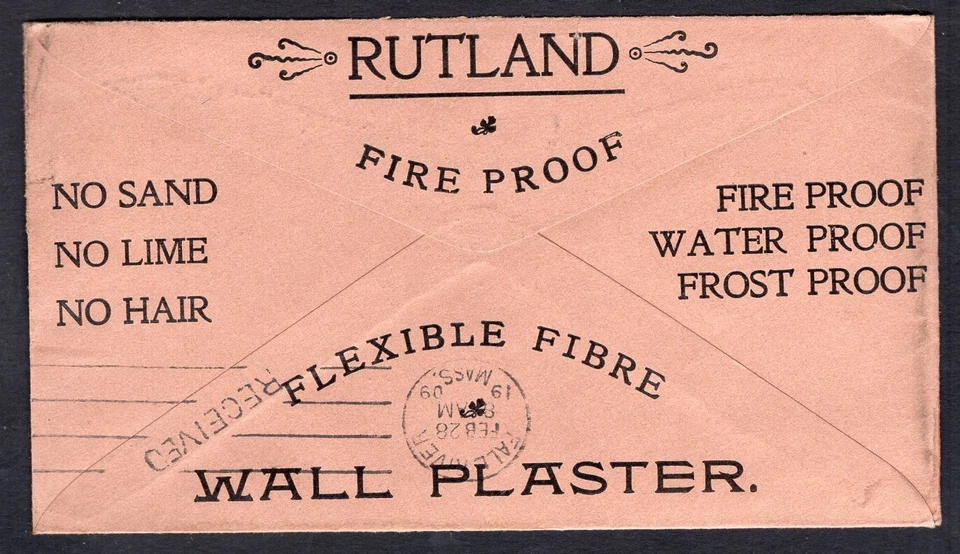 RUTLAND
FIRE PROOF
NO SAND
NO LIME
NO HAIR
FIRE PROOF
WATER PROOF
FROST PROOF
FLEXIBLE FIBRE
WALL PLASTER.
RECEIVED
FALL RIVER
FEB 28
8 AM
19 09
MASS.